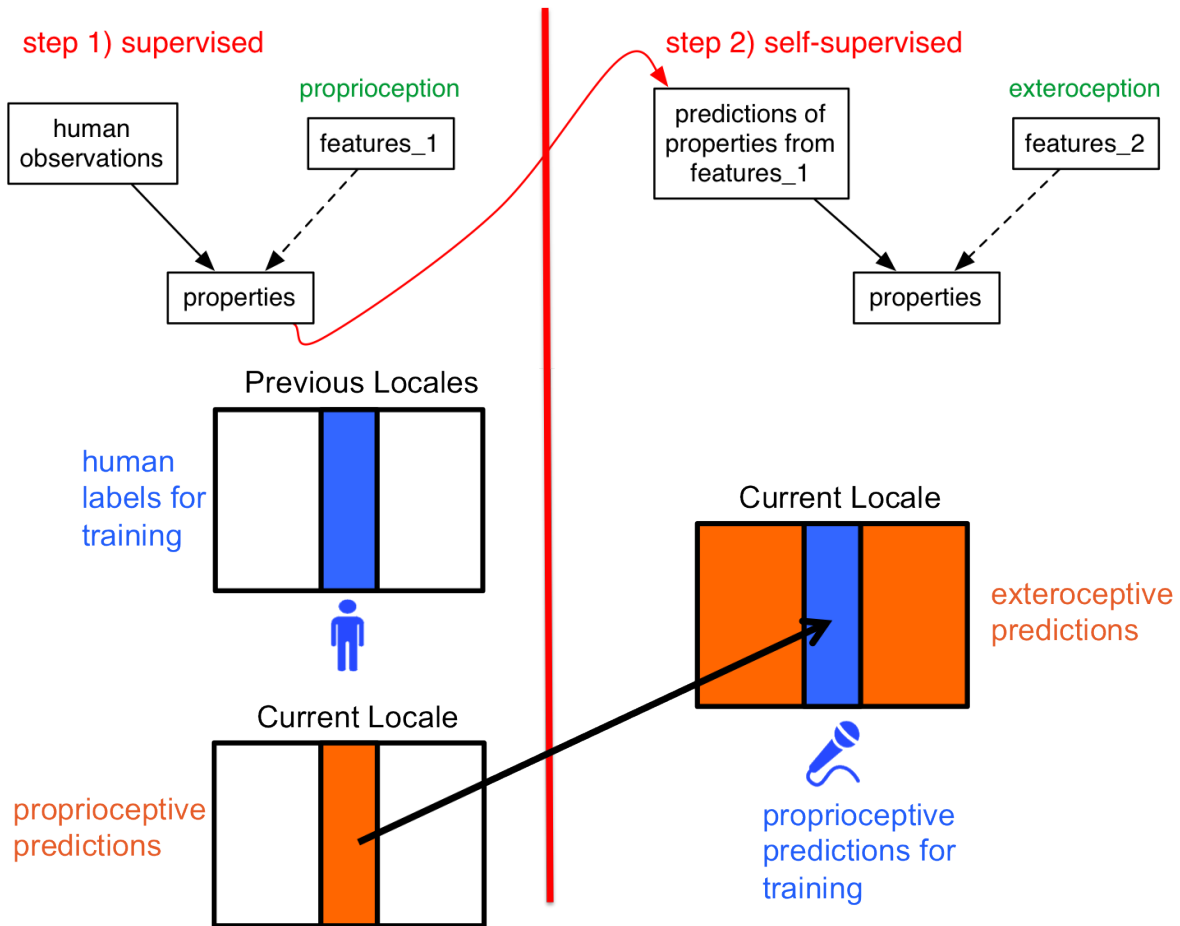 step 1) supervised
proprioception
human
observations
features_1
properties
Previous Locales
human
labels for
training
Current Locale
proprioceptive
predictions
step 2) self-supervised
exteroception
predictions of
properties from
features_1
features_2
properties
Current Locale
exteroceptive
predictions
proprioceptive
predictions for
training